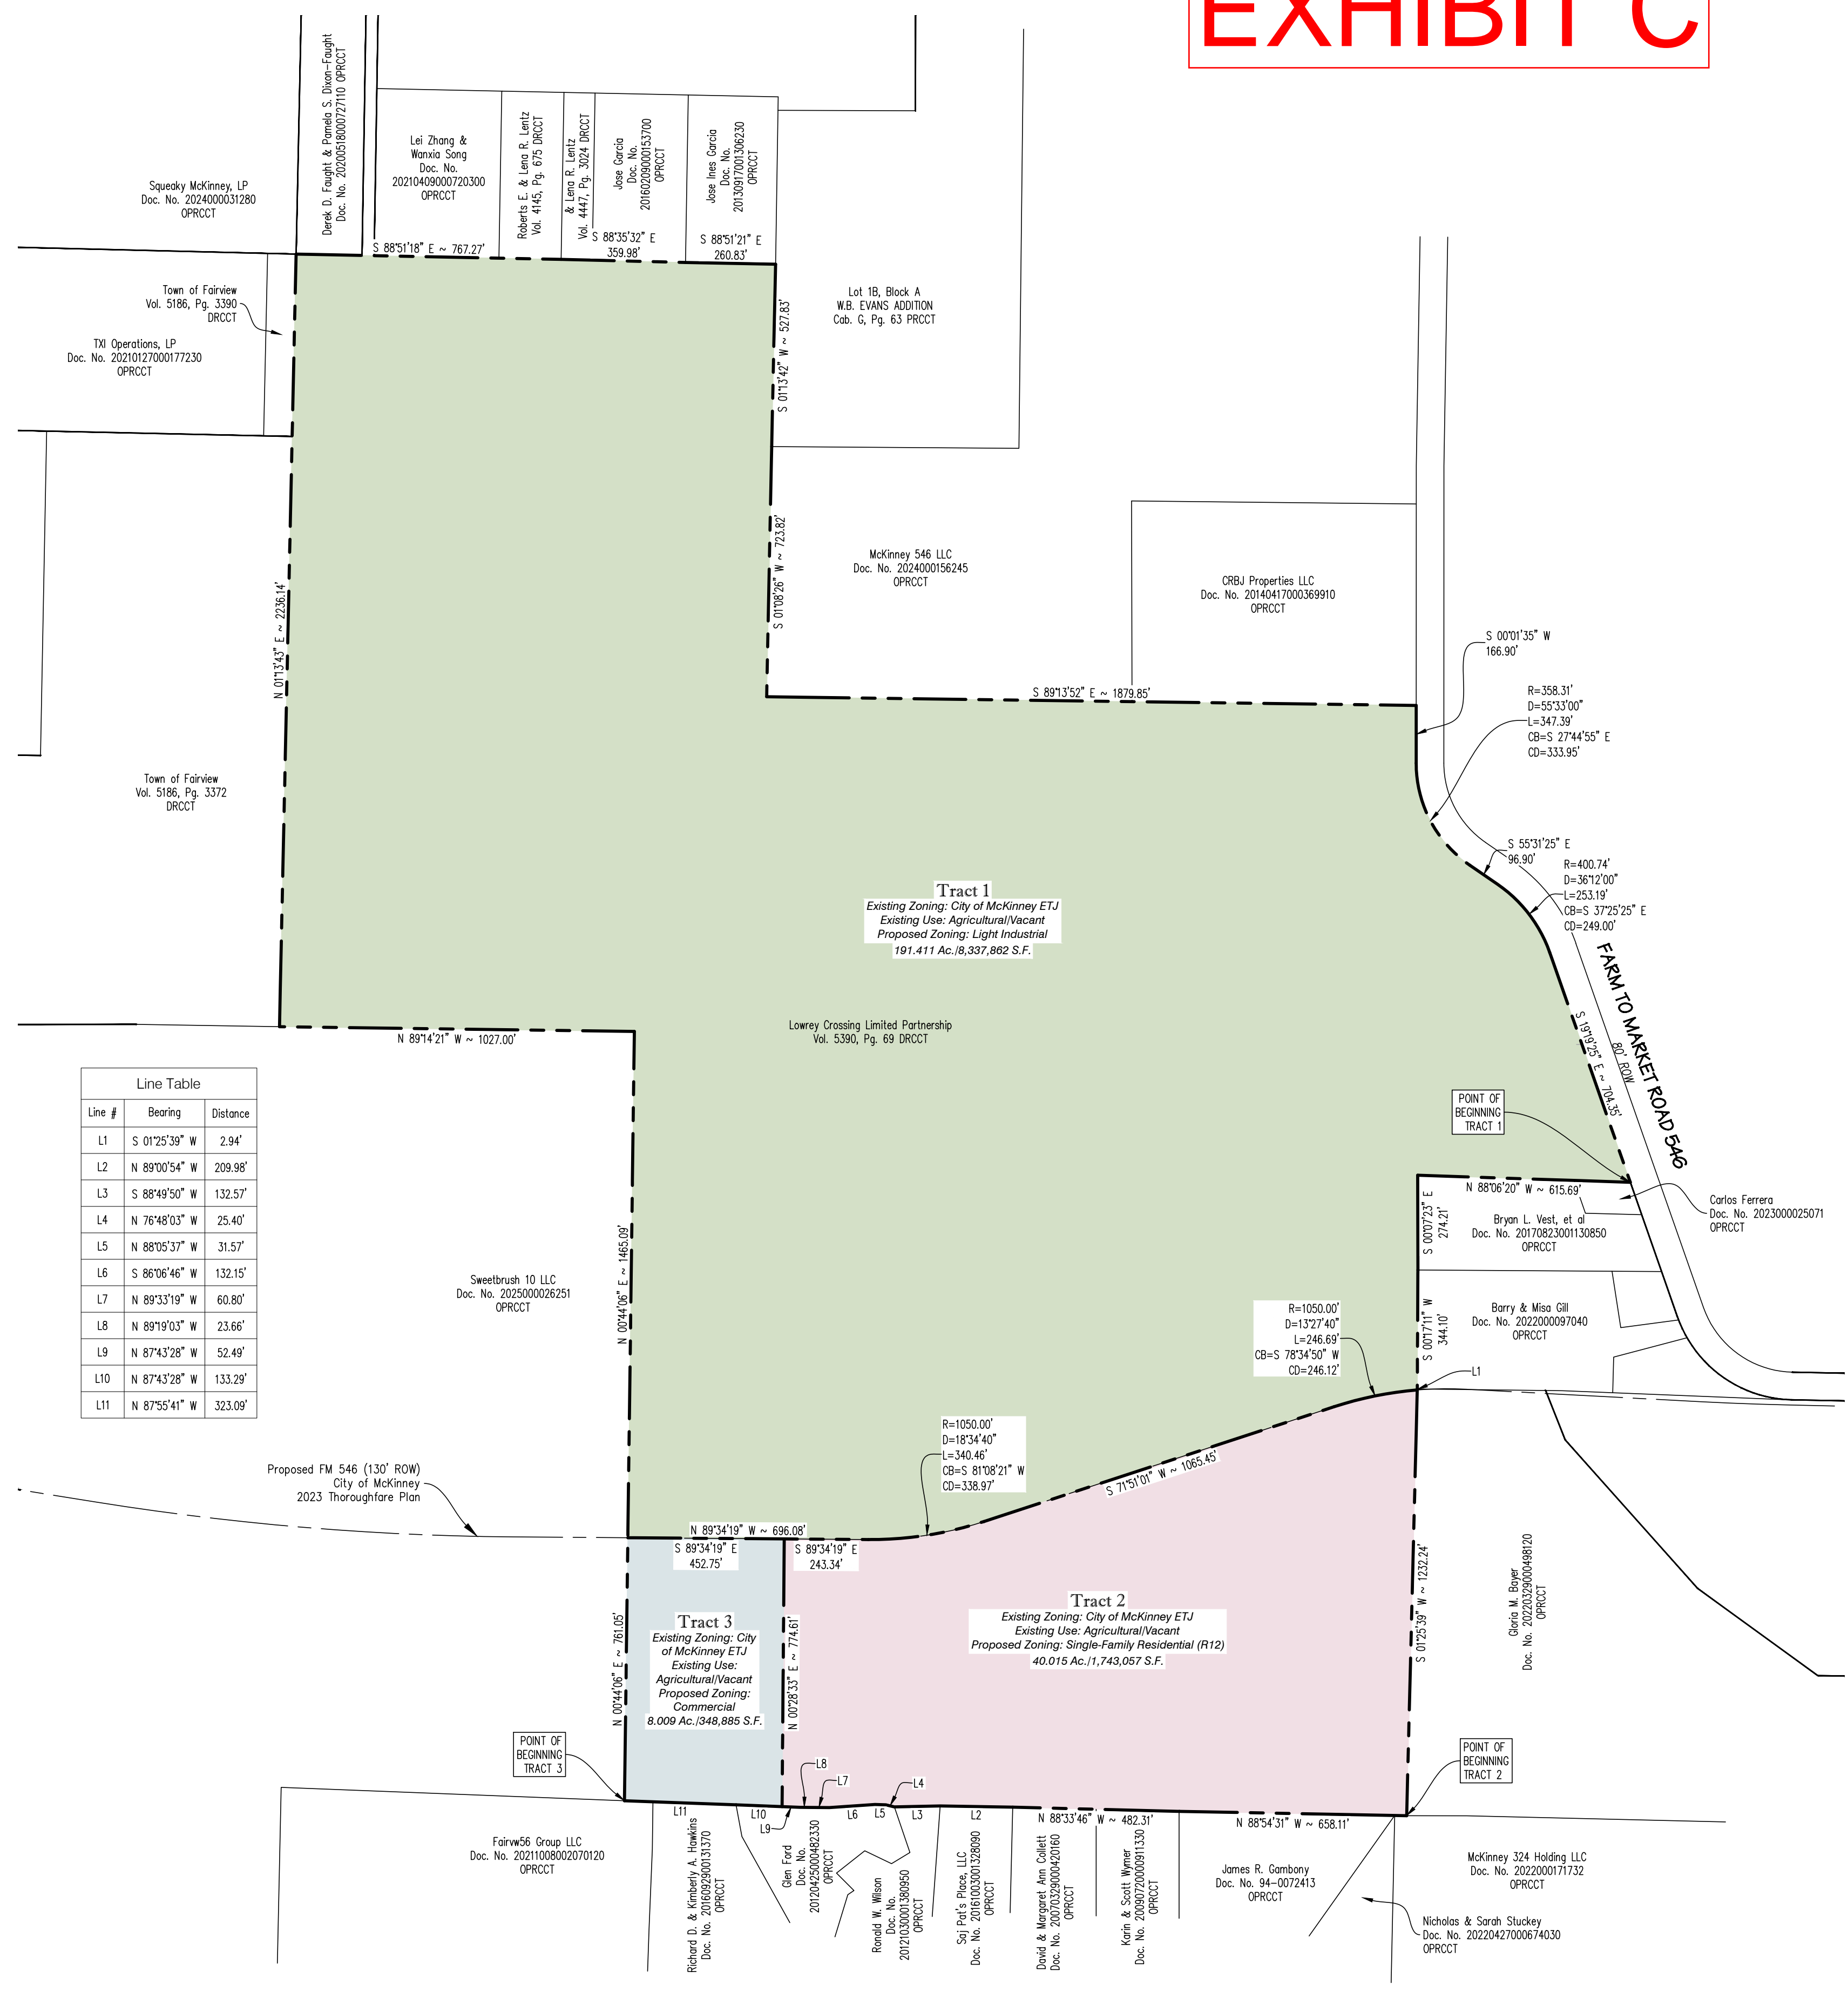 EXHIBIT C
Derek D. Faught & Pamela S. Dixon-Faught
Doc. No. 20200518000727110 OPRCCT
Squeaky McKinney, LP
Doc. No. 2024000031280
OPRCCT
Lei Zhang &
Wanxia Song
Doc. No.
20210409000720300
OPRCCT
Roberts E. & Lena R. Lentz
Vol. 4145, Pg. 675 DRCCT
& Lena R. Lentz
Vol. 4447, Pg. 3024 DRCCT
Jose Garcia
Doc. No.
20160209000153700
OPRCCT
Jose Ines Garcia
Doc. No.
20130917001306230
OPRCCT
S 88°51'18" E ~ 767.27'
S 88°35'32" E
359.98'
S 88°51'21" E
260.83'
Town of Fairview
Vol. 5186, Pg. 3390
DRCCT
TXI Operations, LP
Doc. No. 20210127000177230
OPRCCT
S 01°13'42" W ~ 527.83'
Lot 1B, Block A
W.B. EVANS ADDITION
Cab. G, Pg. 63 PRCCT
S 01°08'26" W ~ 723.82'
McKinney 546 LLC
Doc. No. 2024000156245
OPRCCT
CRBJ Properties LLC
Doc. No. 20140417000369910
OPRCCT
N 01°13'43" E ~ 2236.14'
S 89°13'52" E ~ 1879.85'
S 00°01'35" W
166.90'
R=358.31'
D=55°33'00"
L=347.39'
CB=S 27°44'55" E
CD=333.95'
Town of Fairview
Vol. 5186, Pg. 3372
DRCCT
S 55°31'25" E
96.90'
R=400.74'
D=36°12'00"
L=253.19'
CB=S 37°25'25" E
CD=249.00'
Tract 1
Existing Zoning: City of McKinney ETJ
Existing Use: Agricultural/Vacant
Proposed Zoning: Light Industrial
191.411 Ac./8,337,862 S.F.
FARM TO MARKET ROAD 546
80' ROW
S 19°19'25" E ~ 704.35'
Lowrey Crossing Limited Partnership
Vol. 5390, Pg. 69 DRCCT
N 89°14'21" W ~ 1027.00'
Line Table
Line # Bearing Distance
L1 S 01°25'39" W 2.94'
L2 N 89°00'54" W 209.98'
L3 S 88°49'50" W 132.57'
L4 N 76°48'03" W 25.40'
L5 N 88°05'37" W 31.57'
L6 S 86°06'46" W 132.15'
L7 N 89°33'19" W 60.80'
L8 N 89°19'03" W 23.66'
L9 N 87°43'28" W 52.49'
L10 N 87°43'28" W 133.29'
L11 N 87°55'41" W 323.09'
POINT OF
BEGINNING
TRACT 1
N 88°06'20" W ~ 615.69'
S 00°07'23" E
274.21'
Bryan L. Vest, et al
Doc. No. 20170823001130850
OPRCCT
Carlos Ferrera
Doc. No. 2023000025071
OPRCCT
N 00°44'06" E ~ 1465.09'
Sweetbrush 10 LLC
Doc. No. 2025000026251
OPRCCT
S 00°17'11" W
344.10'
Barry & Misa Gill
Doc. No. 2022000097040
OPRCCT
R=1050.00'
D=13°27'40"
L=246.69'
CB=S 78°34'50" W
CD=246.12'
L1
R=1050.00'
D=18°34'40"
L=340.46'
CB=S 81°08'21" W
CD=338.97'
S 71°51'01" W ~ 1065.45'
Proposed FM 546 (130' ROW)
City of McKinney
2023 Thoroughfare Plan
N 89°34'19" W ~ 696.08'
S 89°34'19" E
452.75'
S 89°34'19" E
243.34'
Tract 3
Existing Zoning: City
of McKinney ETJ
Existing Use:
Agricultural/Vacant
Proposed Zoning:
Commercial
8.009 Ac./348,885 S.F.
N 00°44'06" E ~ 761.05'
N 00°28'33" E ~ 774.61'
Tract 2
Existing Zoning: City of McKinney ETJ
Existing Use: Agricultural/Vacant
Proposed Zoning: Single-Family Residential (R12)
40.015 Ac./1,743,057 S.F.
S 01°25'39" W ~ 1232.24'
Gloria M. Bayer
Doc. No. 20220329000498120
OPRCCT
POINT OF
BEGINNING
TRACT 3
POINT OF
BEGINNING
TRACT 2
L8
L7
L4
L11
L10
L9
L6
L5
L3
L2
N 88°33'46" W ~ 482.31'
N 88°54'31" W ~ 658.11'
Fairvw56 Group LLC
Doc. No. 20211008002070120
OPRCCT
Richard D. & Kimberly A. Hawkins
Doc. No. 20160929001311370
OPRCCT
Glen Ford
Doc. No.
20120425000482330
OPRCCT
Ronald W. Wilson
Doc. No.
20121030001380950
OPRCCT
Saj Pat's Place, LLC
Doc. No. 20161003001328090
OPRCCT
David & Margaret Ann Collett
Doc. No. 20070329000420160
OPRCCT
Karin & Scott Wymer
Doc. No. 20090720000911330
OPRCCT
James R. Gambony
Doc. No. 94-0072413
OPRCCT
McKinney 324 Holding LLC
Doc. No. 2022000171732
OPRCCT
Nicholas & Sarah Stuckey
Doc. No. 20220427000674030
OPRCCT